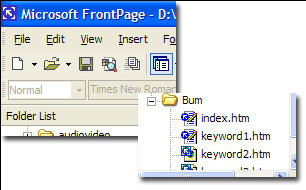 Microsoft FrontPage - D:\
File Edit View Insert Fo
Normal Times New Roman
Folder List
audiovideo
Bum
index.htm
keyword1.htm
keyword2.htm